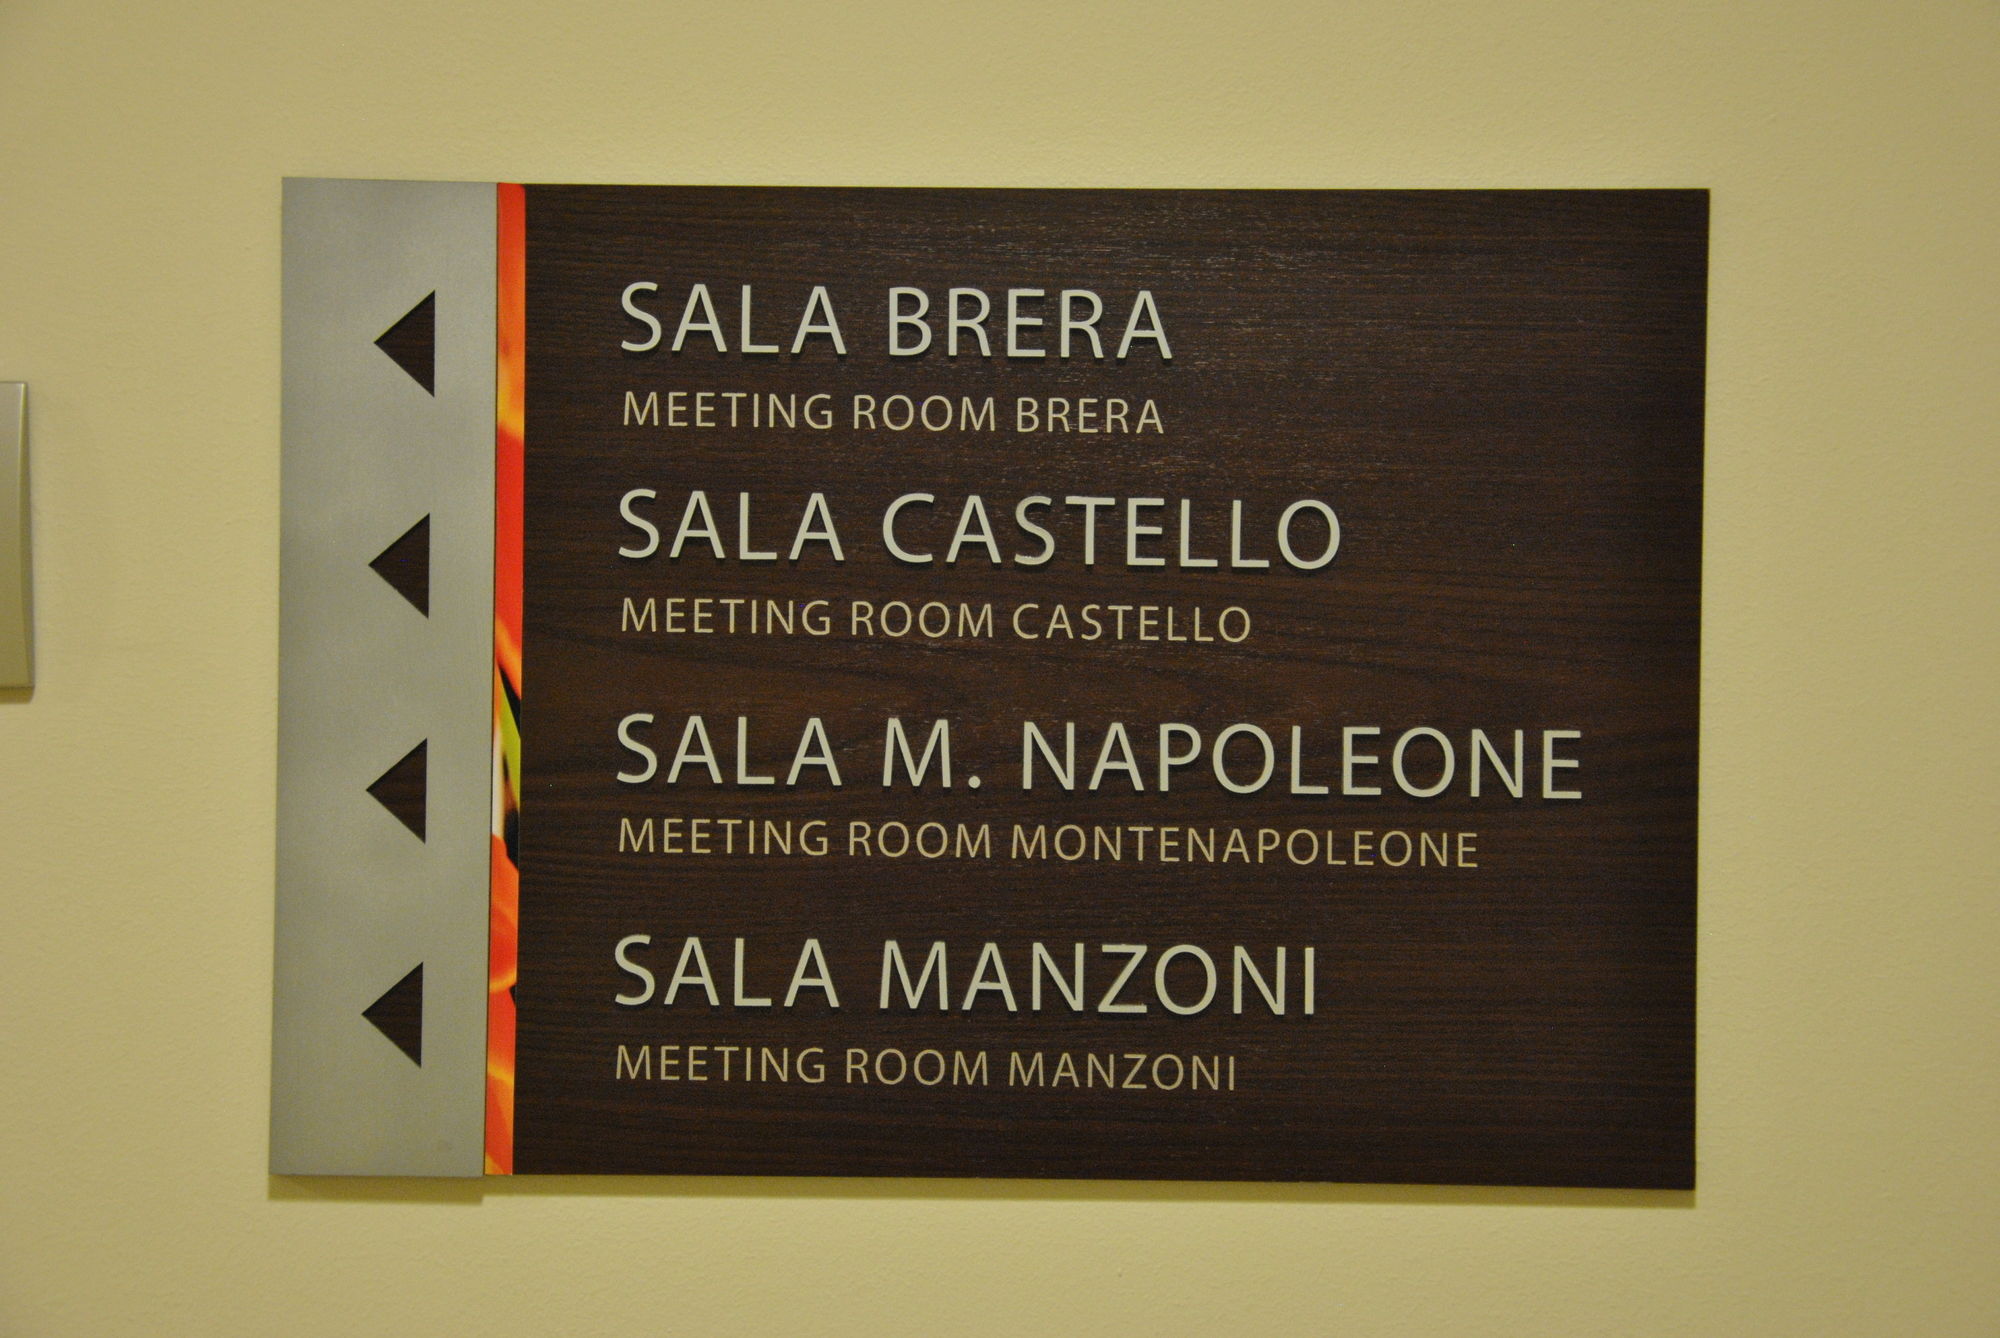 SALA BRERA
MEETING ROOM BRERA
SALA CASTELLO
MEETING ROOM CASTELLO
SALA M. NAPOLEONE
MEETING ROOM MONTENAPOLEONE
SALA MANZONI
MEETING ROOM MANZONI